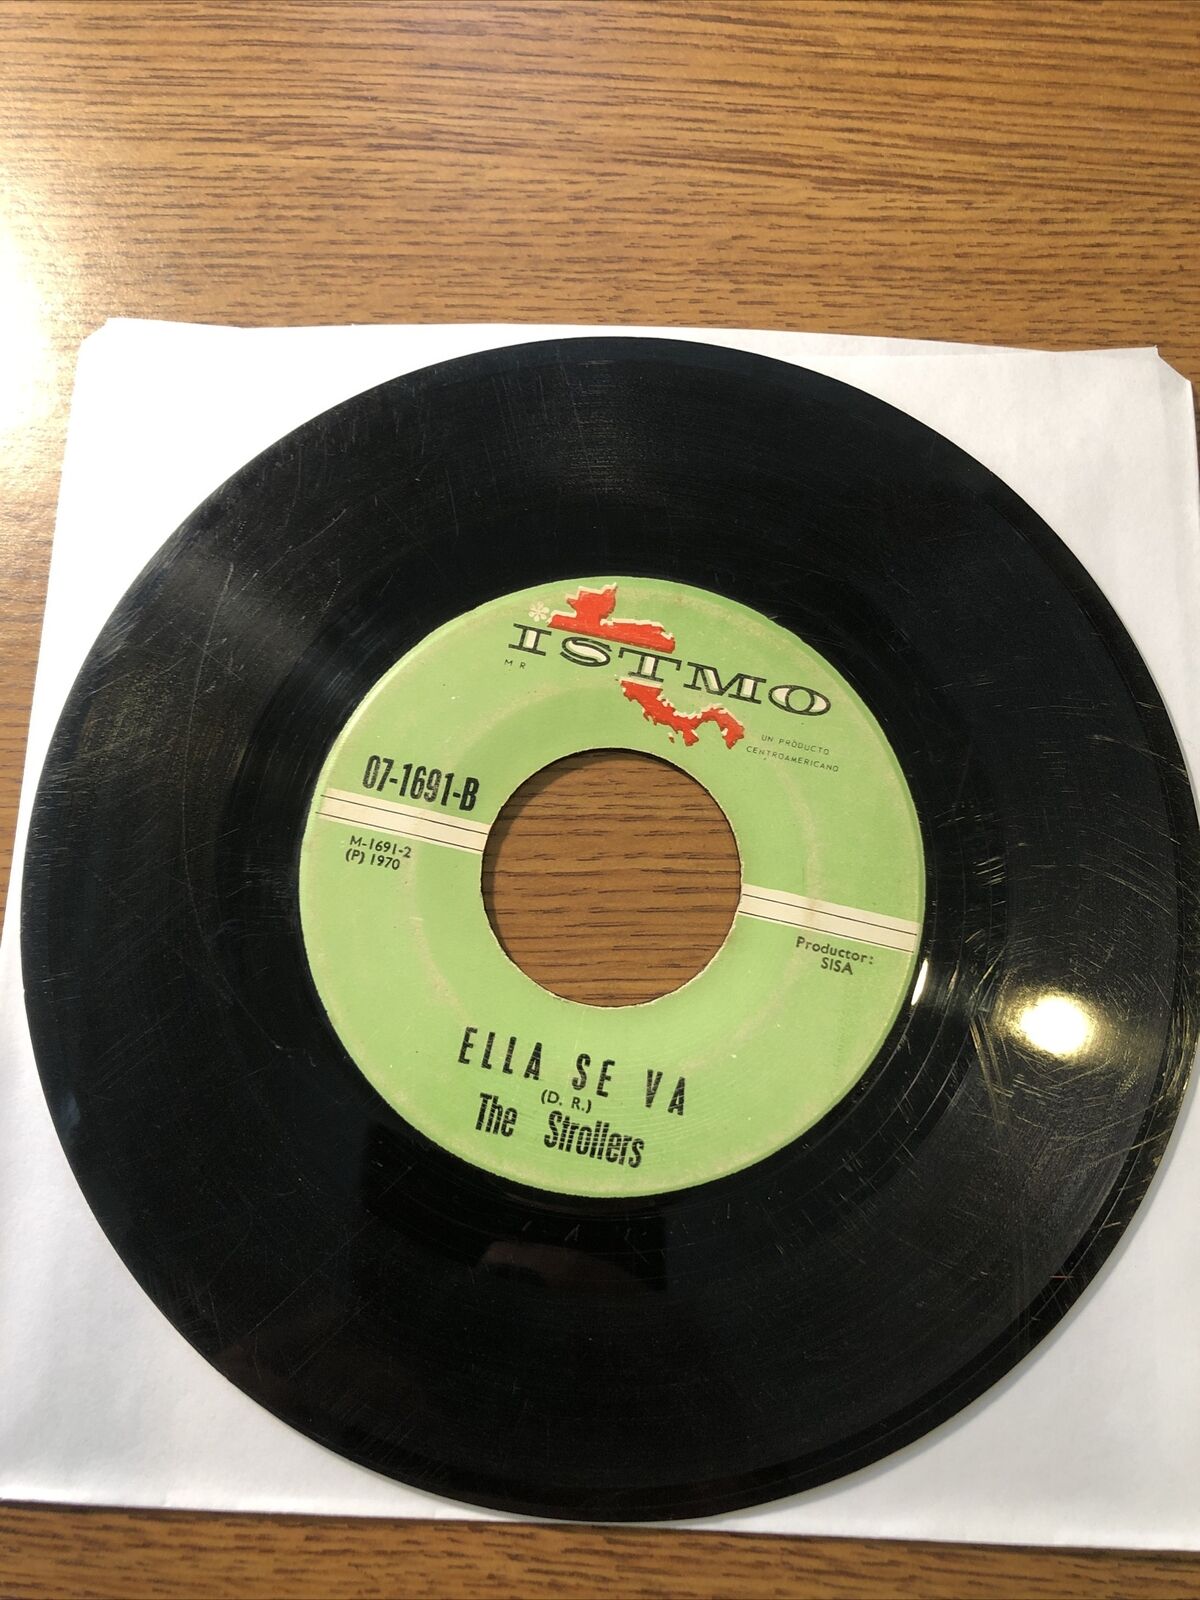 * ISTMO
M R
UN PRODUCTO
CENTROAMERICANO
07-1691-B
M-1691-2
(P) 1970
Productor:
SISA
ELLA SE VA
(D. R.)
The Strollers